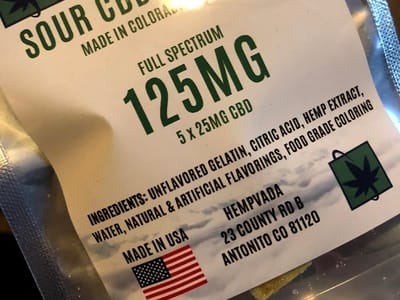 SOUR CBD
MADE IN COLORADO
FULL SPECTRUM
125MG
5 X 25MG CBD
INGREDIENTS: UNFLAVORED GELATIN, CITRIC ACID, HEMP EXTRACT,
WATER, NATURAL & ARTIFICIAL FLAVORINGS, FOOD GRADE COLORING
MADE IN USA
HEMPVADA
23 COUNTY RD B
ANTONITO CO 81120